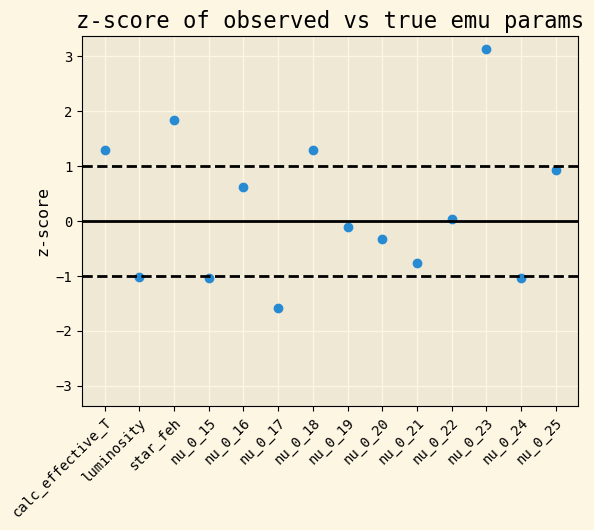 z-score of observed vs true emu params
z-score
3
2
1
0
−1
−2
−3
calc_effective_T
luminosity
star_feh
nu_0_15
nu_0_16
nu_0_17
nu_0_18
nu_0_19
nu_0_20
nu_0_21
nu_0_22
nu_0_23
nu_0_24
nu_0_25